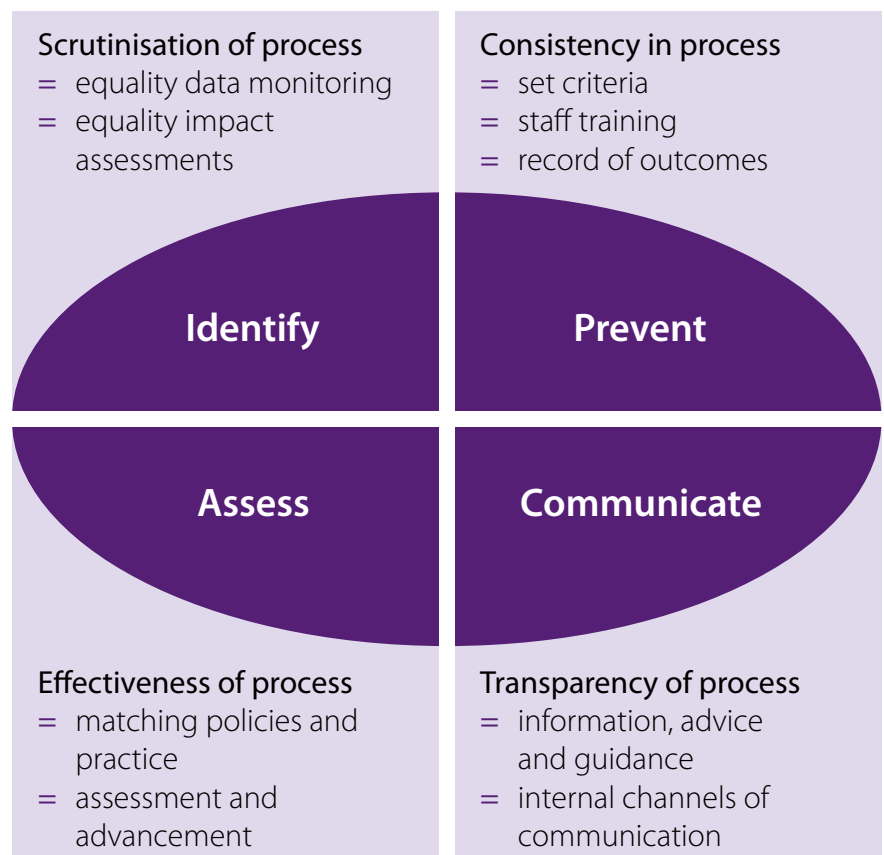 Scrutinisation of process
= equality data monitoring
= equality impact
assessments
Identify
Consistency in process
= set criteria
= staff training
= record of outcomes
Prevent
Assess
Effectiveness of process
= matching policies and
practice
= assessment and
advancement
Communicate
Transparency of process
= information, advice
and guidance
= internal channels of
communication